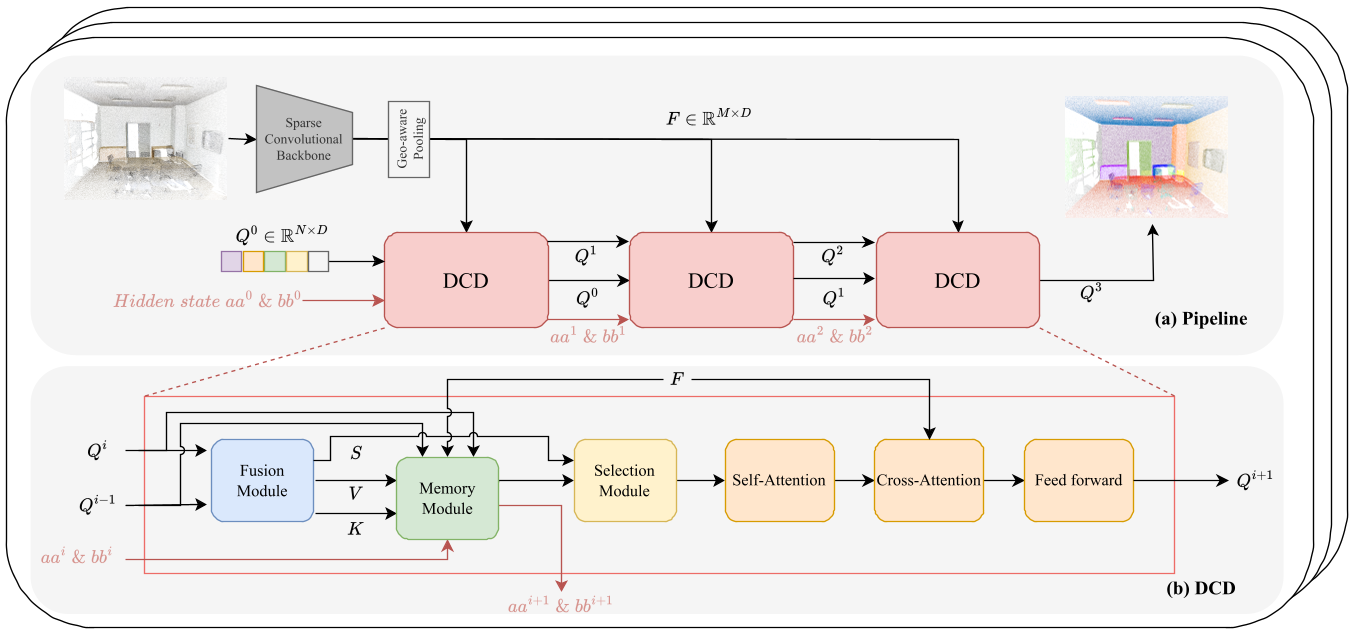 Sparse
Convolutional
Backbone
Geo-aware
Pooling
$F \in \mathbb{R}^{M \times D}$
$Q^0 \in \mathbb{R}^{N \times D}$
Hidden state $aa^0$ & $bb^0$
DCD
$Q^1$
$Q^0$
$aa^1$ & $bb^1$
DCD
$Q^2$
$Q^1$
$aa^2$ & $bb^2$
DCD
$Q^3$
(a) Pipeline
$F$
$Q^i$
$Q^{i-1}$
$aa^i$ & $bb^i$
Fusion
Module
$S$
$V$
$K$
Memory
Module
Selection
Module
Self-Attention
Cross-Attention
Feed forward
$Q^{i+1}$
$aa^{i+1}$ & $bb^{i+1}$
(b) DCD